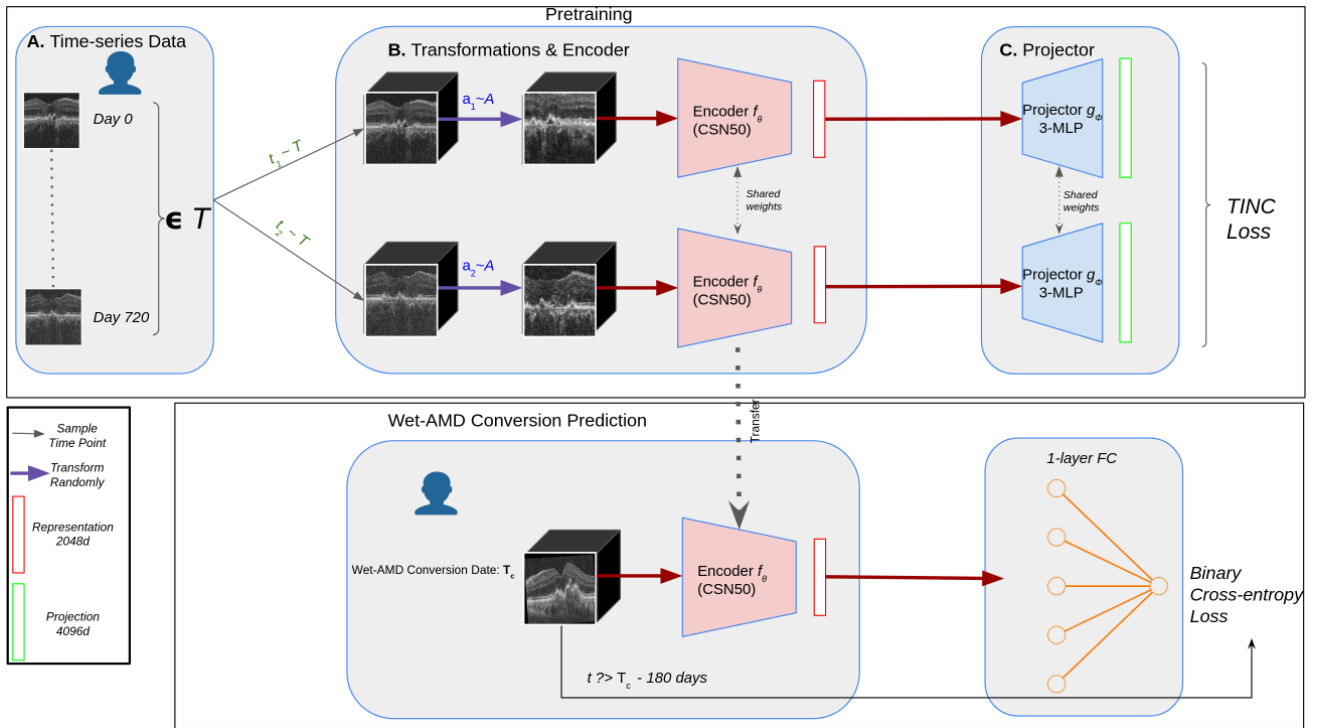 Pretraining
A. Time-series Data
Day 0
Day 720
ϵ T
t₁ ~ T
t₂ ~ T
B. Transformations & Encoder
a₁~A
Encoder fθ
(CSN50)
Shared
weights
a₂~A
Encoder fθ
(CSN50)
C. Projector
Projector gΦ
3-MLP
Shared
weights
Projector gΦ
3-MLP
TINC
Loss
Sample
Time Point
Transform
Randomly
Representation
2048d
Projection
4096d
Wet-AMD Conversion Prediction
Transfer
Wet-AMD Conversion Date: T꜀
Encoder fθ
(CSN50)
t ?> T꜀ - 180 days
1-layer FC
Binary
Cross-entropy
Loss